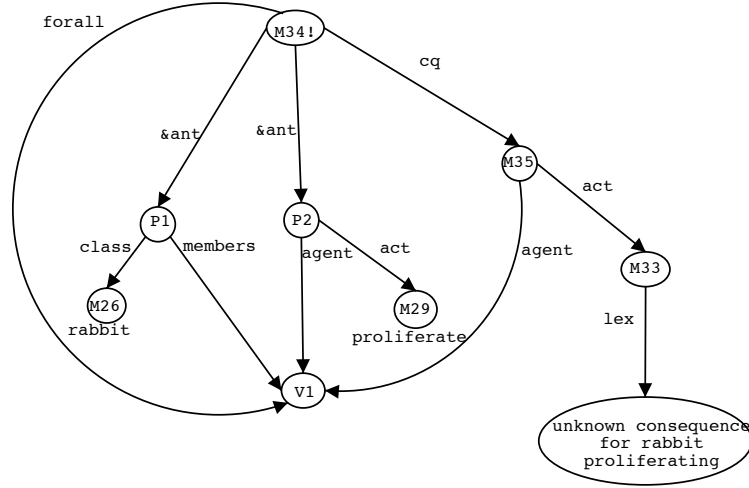 forall
M34!
cq
&ant
&ant
M35
act
P1
P2
class
members
agent
act
agent
M33
M26
rabbit
M29
proliferate
lex
V1
unknown consequence
for rabbit
proliferating